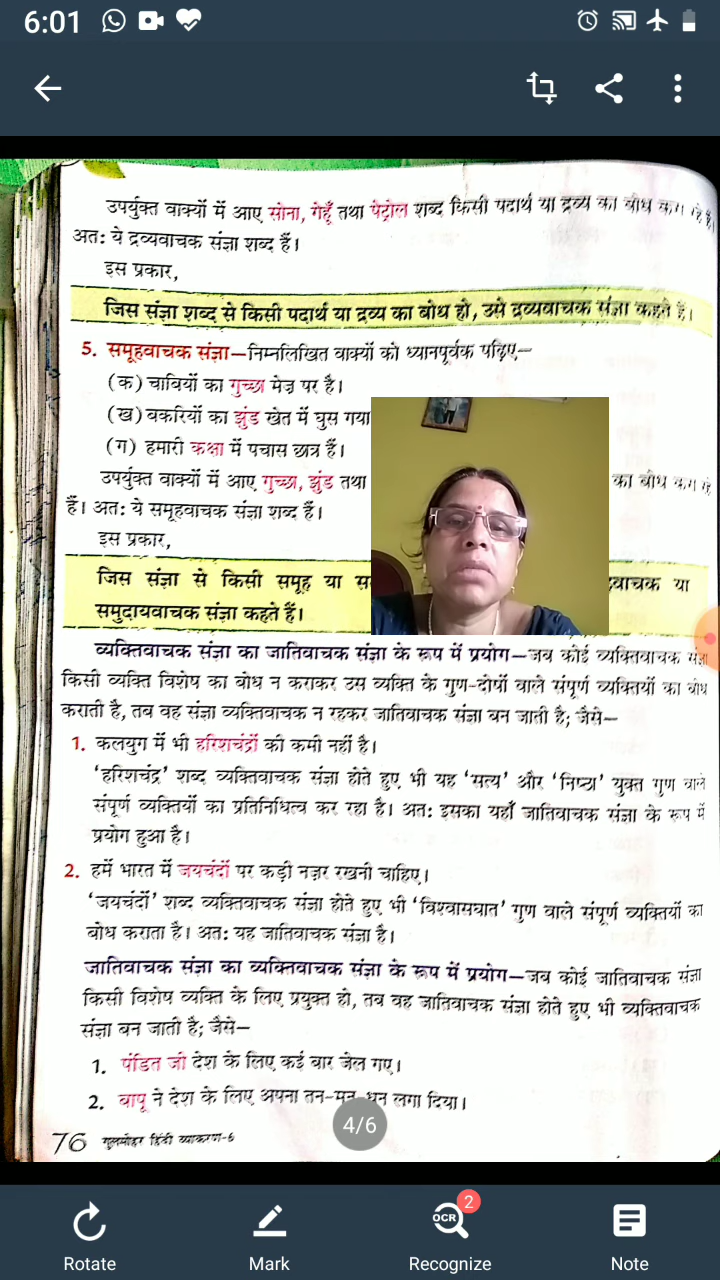 6:01
उपर्युक्त वाक्यों में आए सोना, गेहूँ तथा पेट्रोल शब्द किसी पदार्थ या द्रव्य का बोध करा रहे हैं।
अतः ये द्रव्यवाचक संज्ञा शब्द हैं।
इस प्रकार,
जिस संज्ञा शब्द से किसी पदार्थ या द्रव्य का बोध हो, उसे द्रव्यवाचक संज्ञा कहते हैं।
5. समूहवाचक संज्ञा—निम्नलिखित वाक्यों को ध्यानपूर्वक पढ़िए—
(क) चाबियों का गुच्छा मेज़ पर है।
(ख) बकरियों का झुंड खेत में घुस गया
(ग) हमारी कक्षा में पचास छात्र हैं।
उपर्युक्त वाक्यों में आए गुच्छा, झुंड तथा का बोध करा रहे
हैं। अतः ये समूहवाचक संज्ञा शब्द हैं।
इस प्रकार,
जिस संज्ञा से किसी समूह या वाचक या
समुदायवाचक संज्ञा कहते हैं।
व्यक्तिवाचक संज्ञा का जातिवाचक संज्ञा के रूप में प्रयोग—जब कोई व्यक्तिवाचक संज्ञा
किसी व्यक्ति विशेष का बोध न कराकर उस व्यक्ति के गुण-दोषों वाले संपूर्ण व्यक्तियों का बोध
कराती है, तब वह संज्ञा व्यक्तिवाचक न रहकर जातिवाचक संज्ञा बन जाती है; जैसे—
1. कलयुग में भी हरिशचंद्रों की कमी नहीं है।
'हरिशचंद्र' शब्द व्यक्तिवाचक संज्ञा होते हुए भी यह 'सत्य' और 'निष्ठा' युक्त गुण वाले
संपूर्ण व्यक्तियों का प्रतिनिधित्व कर रहा है। अतः इसका यहाँ जातिवाचक संज्ञा के रूप में
प्रयोग हुआ है।
2. हमें भारत में जयचंदों पर कड़ी नज़र रखनी चाहिए।
'जयचंदों' शब्द व्यक्तिवाचक संज्ञा होते हुए भी 'विश्वासघात' गुण वाले संपूर्ण व्यक्तियों का
बोध कराता है। अतः यह जातिवाचक संज्ञा है।
जातिवाचक संज्ञा का व्यक्तिवाचक संज्ञा के रूप में प्रयोग—जब कोई जातिवाचक संज्ञा
किसी विशेष व्यक्ति के लिए प्रयुक्त हो, तब वह जातिवाचक संज्ञा होते हुए भी व्यक्तिवाचक
संज्ञा बन जाती है; जैसे—
1. पंडित जी देश के लिए कई बार जेल गए।
2. बापू ने देश के लिए अपना तन-मन-धन लगा दिया।
4/6
76 गुलमोहर हिंदी व्याकरण-6
OCR 2
Rotate Mark Recognize Note